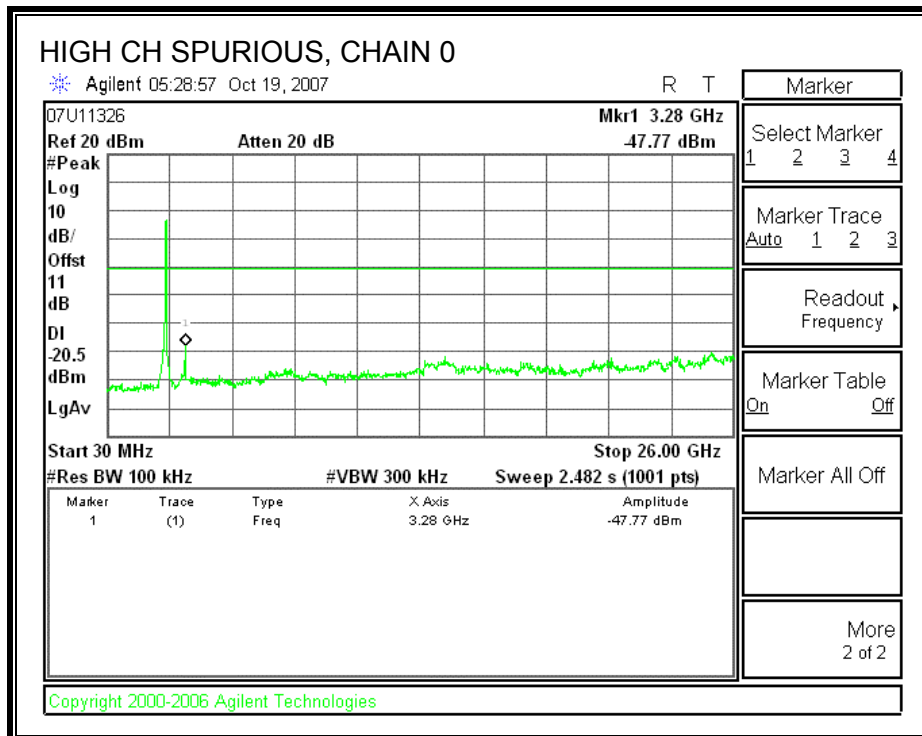 HIGH CH SPURIOUS, CHAIN 0
Agilent 05:28:57 Oct 19, 2007 R T
07U11326 Mkr1 3.28 GHz
Ref 20 dBm Atten 20 dB -47.77 dBm
#Peak
Log
10
dB/
Offst
11
dB
DI
-20.5
dBm
LgAv
1
Start 30 MHz Stop 26.00 GHz
#Res BW 100 kHz #VBW 300 kHz Sweep 2.482 s (1001 pts)
Marker Trace Type X Axis Amplitude
1 (1) Freq 3.28 GHz -47.77 dBm
Copyright 2000-2006 Agilent Technologies
Marker
Select Marker
1 2 3 4
Marker Trace
Auto 1 2 3
Readout
Frequency
Marker Table
On Off
Marker All Off
More
2 of 2